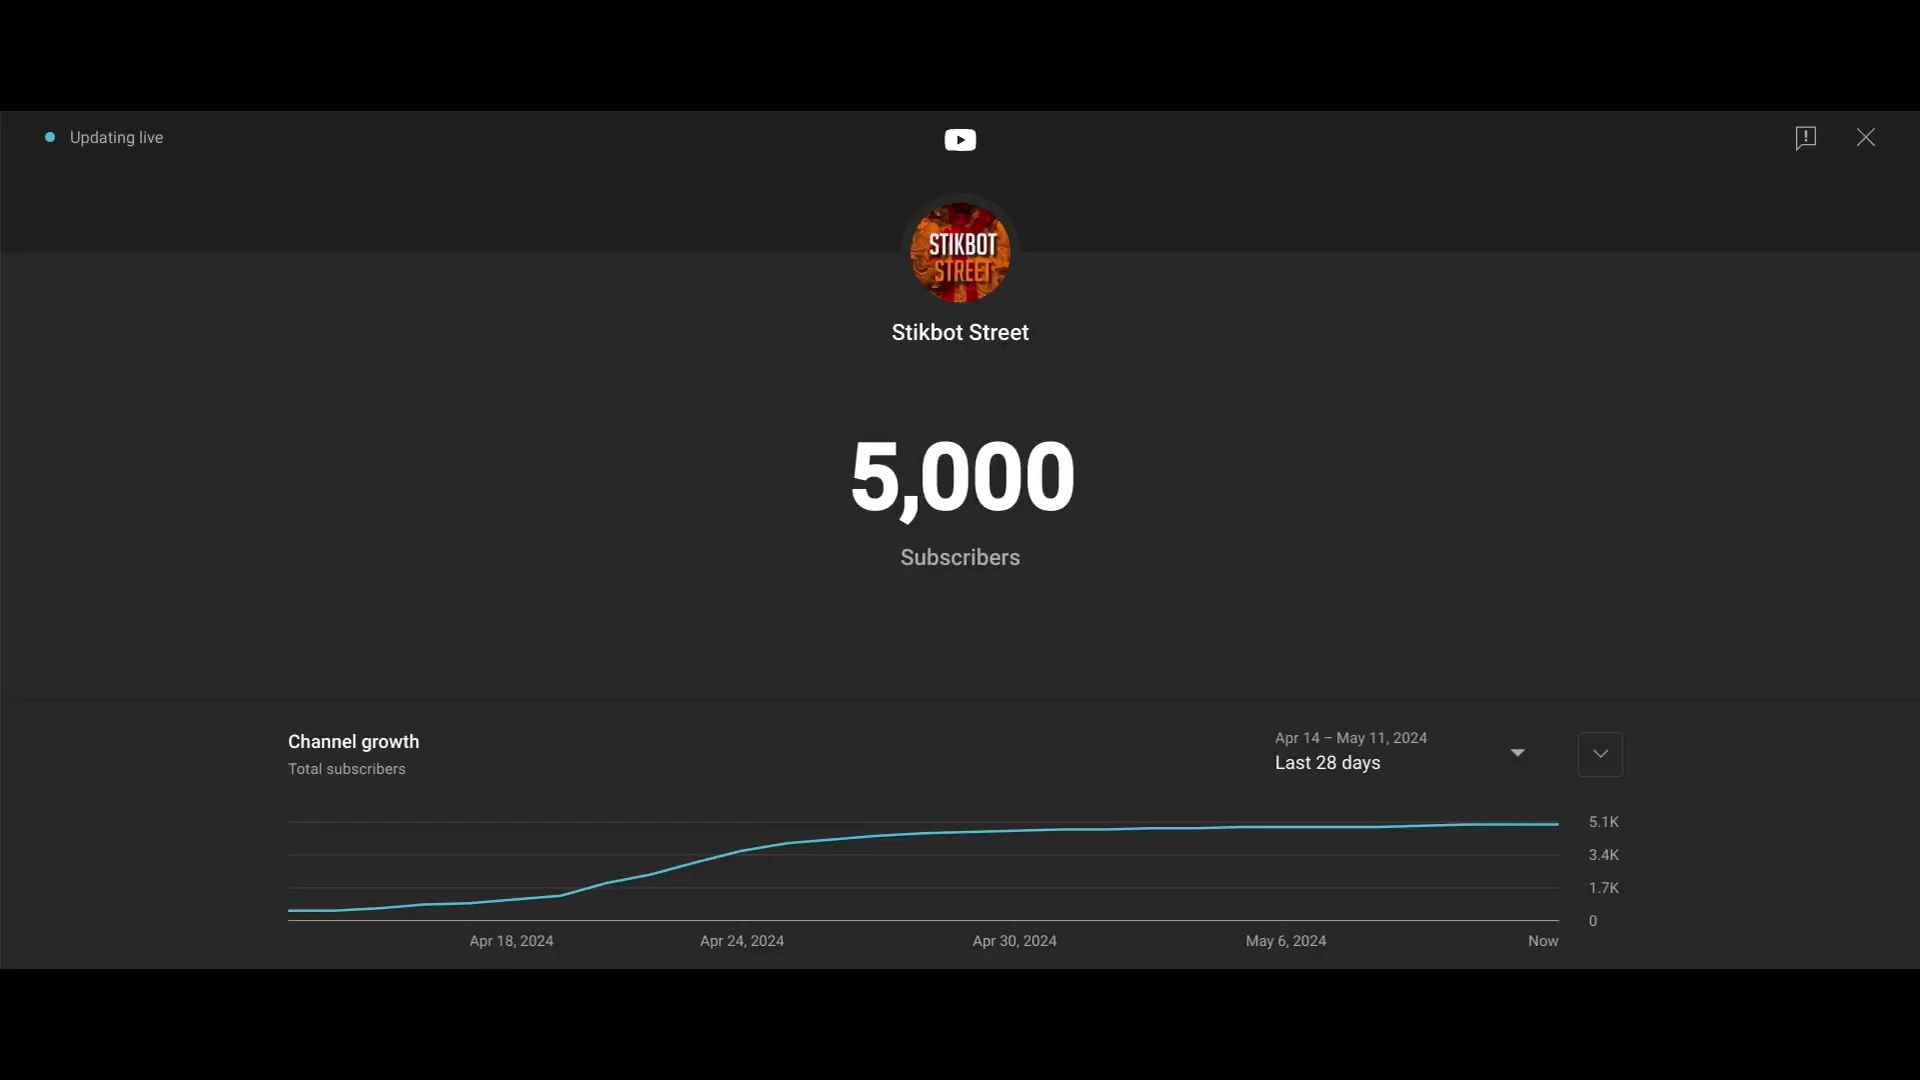 Updating live
STIKBOT
STREET
Stikbot Street
5,000
Subscribers
Channel growth
Total subscribers
Apr 14 – May 11, 2024
Last 28 days
5.1K
3.4K
1.7K
0
Apr 18, 2024
Apr 24, 2024
Apr 30, 2024
May 6, 2024
Now